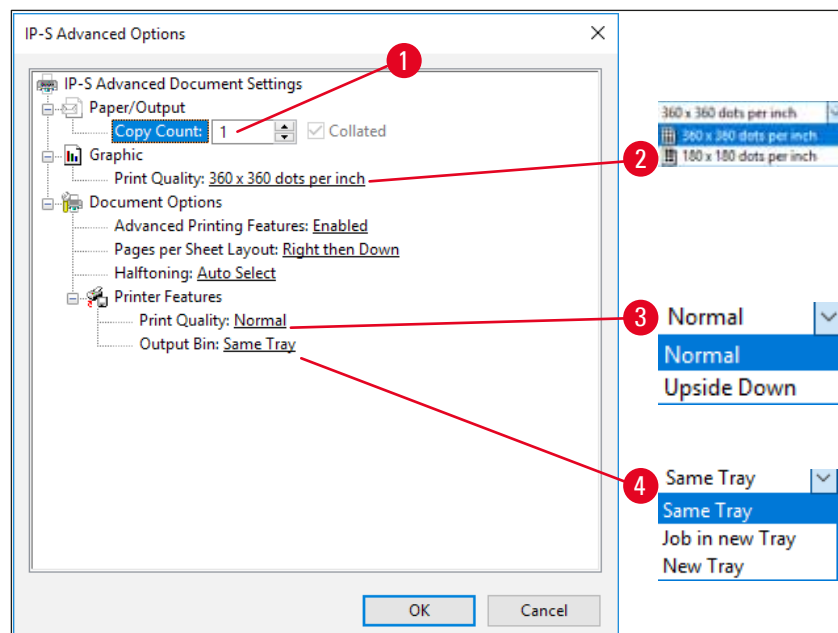 IP-S Advanced Options
IP-S Advanced Document Settings
Paper/Output
Copy Count: 1 Collated
Graphic
Print Quality: 360 x 360 dots per inch
Document Options
Advanced Printing Features: Enabled
Pages per Sheet Layout: Right then Down
Halftoning: Auto Select
Printer Features
Print Quality: Normal
Output Bin: Same Tray
OK Cancel
1
2
360 x 360 dots per inch
360 x 360 dots per inch
180 x 180 dots per inch
3
Normal
Normal
Upside Down
4
Same Tray
Same Tray
Job in new Tray
New Tray